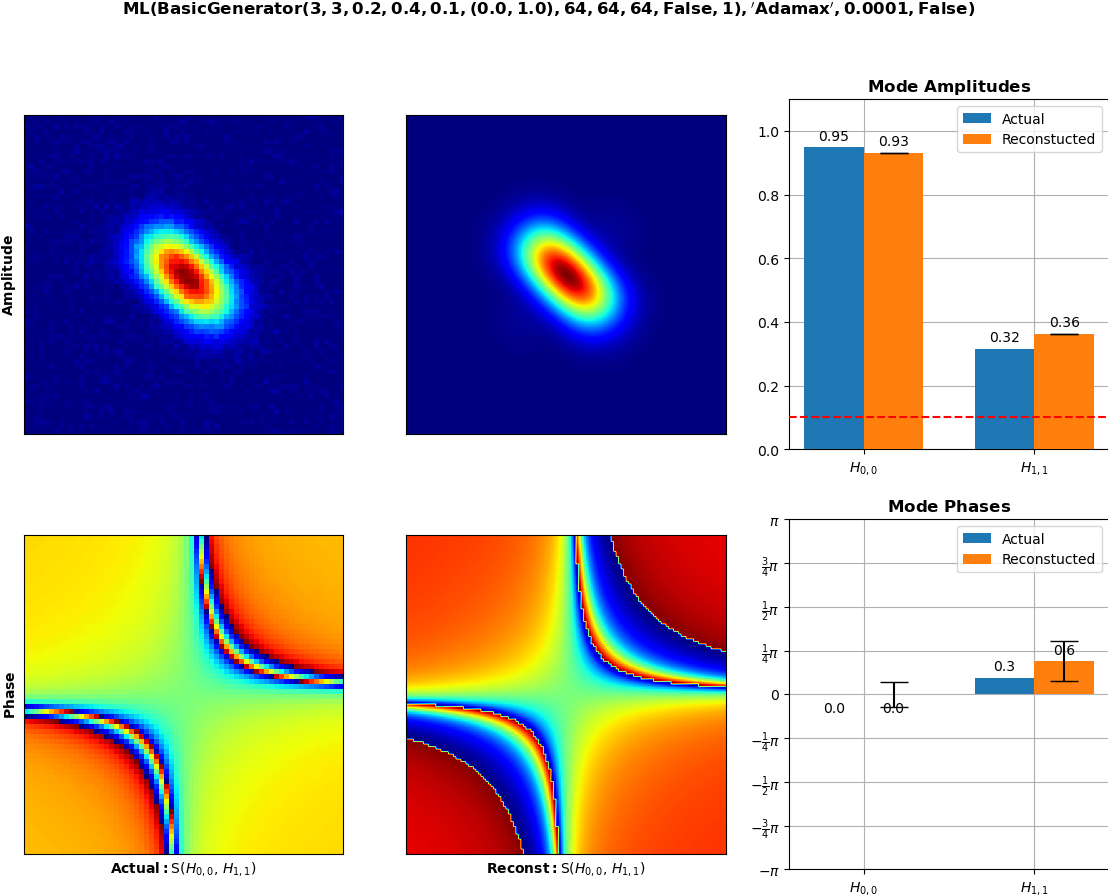 ML(BasicGenerator(3, 3, 0.2, 0.4, 0.1, (0.0, 1.0), 64, 64, 64, False, 1), ′Adamax′, 0.0001, False)
Amplitude
Mode Amplitudes
Actual
Reconstucted
0.95
0.93
0.32
0.36
1.0
0.8
0.6
0.4
0.2
0.0
H0,0
H1,1
Phase
Actual: S(H0,0, H1,1)
Reconst: S(H0,0, H1,1)
Mode Phases
Actual
Reconstucted
0.0
0.0
0.3
0.6
π
3/4π
1/2π
1/4π
0
−1/4π
−1/2π
−3/4π
−π
H0,0
H1,1